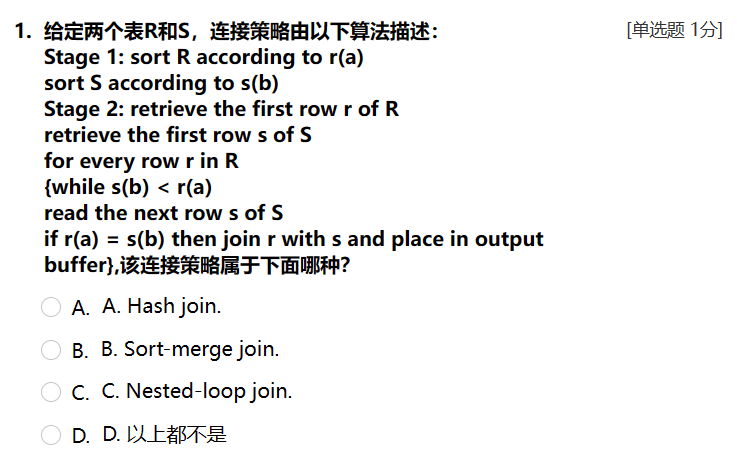 1. 给定两个表R和S，连接策略由以下算法描述： [单选题 1分]
Stage 1: sort R according to r(a)
sort S according to s(b)
Stage 2: retrieve the first row r of R
retrieve the first row s of S
for every row r in R
{while s(b) < r(a)
read the next row s of S
if r(a) = s(b) then join r with s and place in output
buffer},该连接策略属于下面哪种？
A. A. Hash join.
B. B. Sort-merge join.
C. C. Nested-loop join.
D. D. 以上都不是